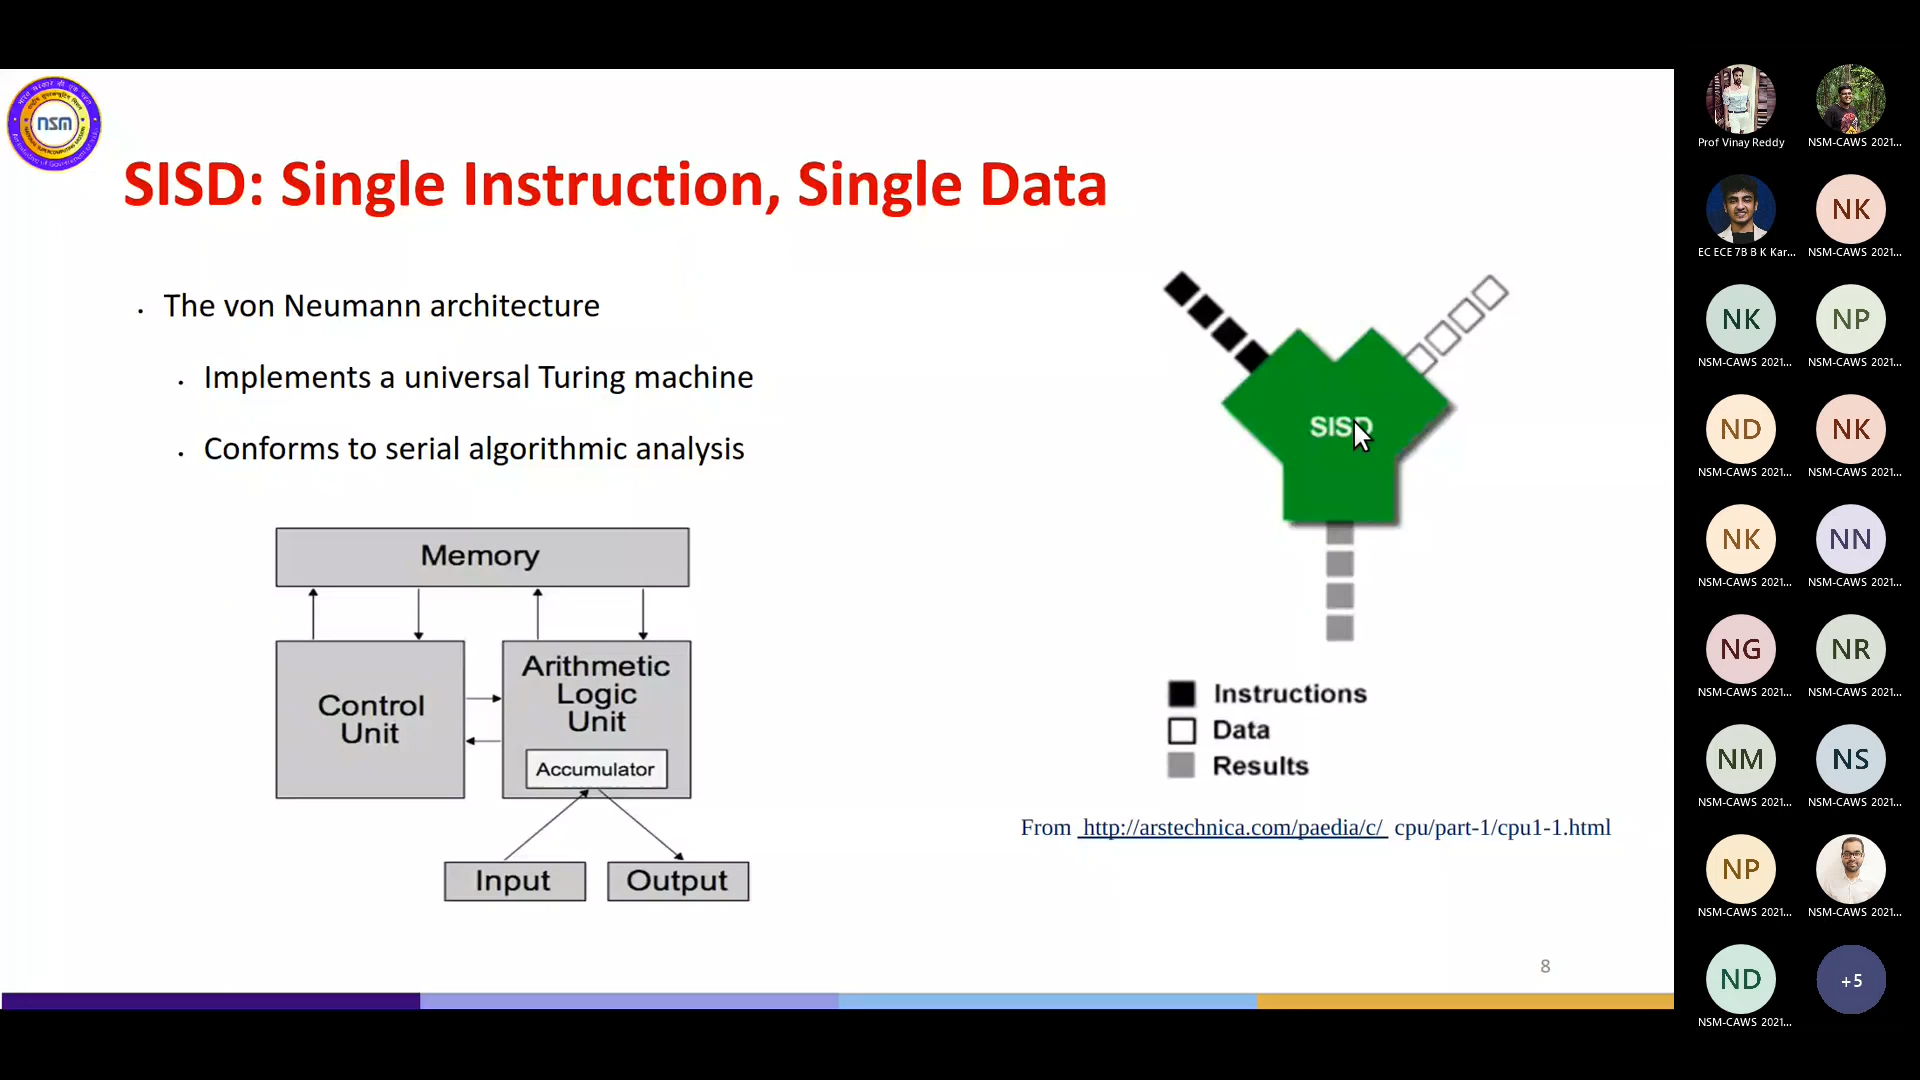 nsm
SISD: Single Instruction, Single Data
The von Neumann architecture
Implements a universal Turing machine
Conforms to serial algorithmic analysis
Memory
Control
Unit
Arithmetic
Logic
Unit
Accumulator
Input
Output
SISD
Instructions
Data
Results
From http://arstechnica.com/paedia/c/ cpu/part-1/cpu1-1.html
8
Prof Vinay Reddy
NSM-CAWS 2021...
EC ECE 7B B K Kar...
NK
NSM-CAWS 2021...
NK
NSM-CAWS 2021...
NP
NSM-CAWS 2021...
ND
NSM-CAWS 2021...
NK
NSM-CAWS 2021...
NK
NSM-CAWS 2021...
NN
NSM-CAWS 2021...
NG
NSM-CAWS 2021...
NR
NSM-CAWS 2021...
NM
NSM-CAWS 2021...
NS
NSM-CAWS 2021...
NP
NSM-CAWS 2021...
NSM-CAWS 2021...
ND
NSM-CAWS 2021...
+5